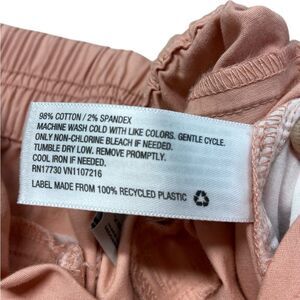 98% COTTON / 2% SPANDEX
MACHINE WASH COLD WITH LIKE COLORS. GENTLE CYCLE.
ONLY NON-CHLORINE BLEACH IF NEEDED.
TUMBLE DRY LOW. REMOVE PROMPTLY.
COOL IRON IF NEEDED.
RN17730 VN1107216
LABEL MADE FROM 100% RECYCLED PLASTIC